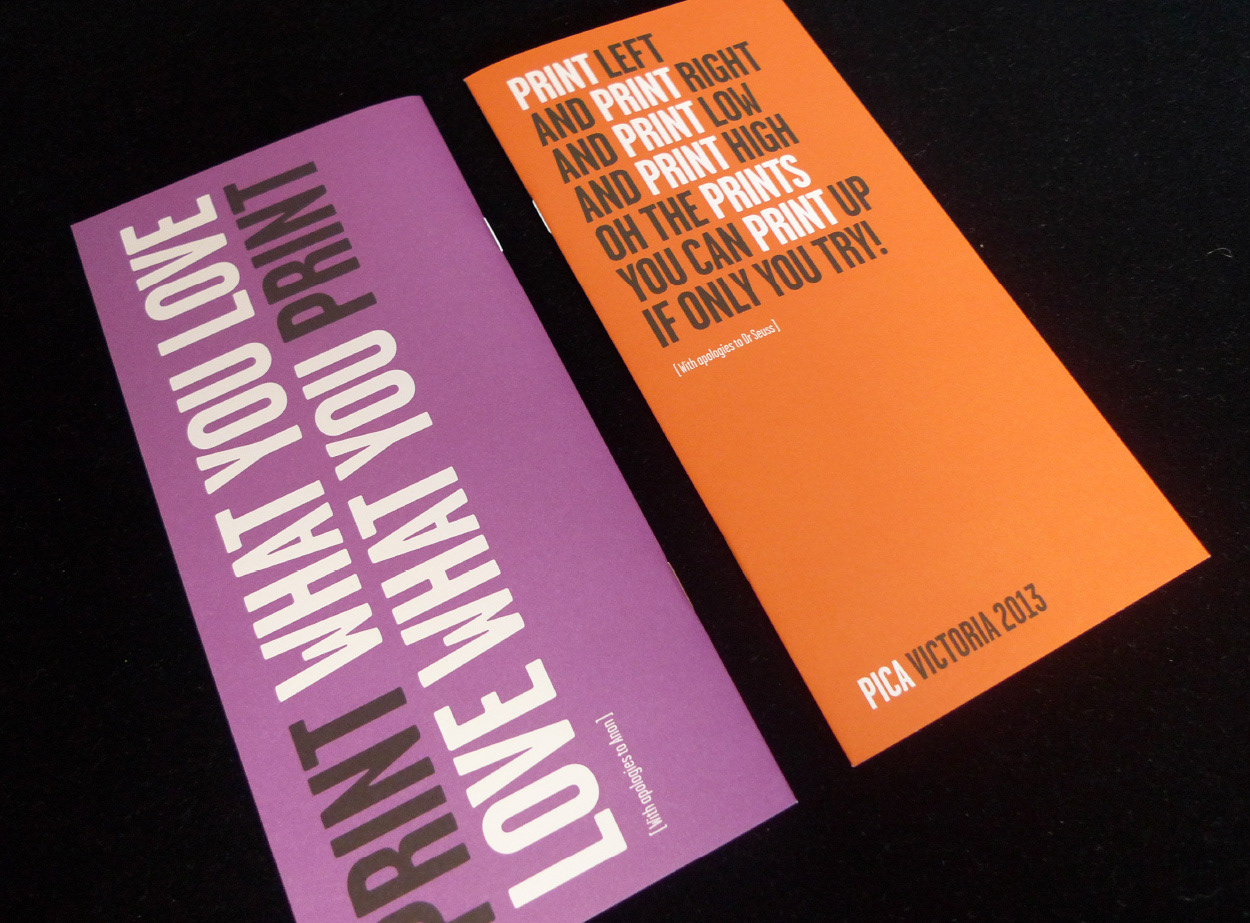 PRINT WHAT YOU LOVE
LOVE WHAT YOU PRINT
[ With apologies to Anon ]
PRINT LEFT
AND PRINT RIGHT
AND PRINT LOW
AND PRINT HIGH
OH THE PRINTS
YOU CAN PRINT UP
IF ONLY YOU TRY!
[ With apologies to Dr Seuss ]
PICA VICTORIA 2013